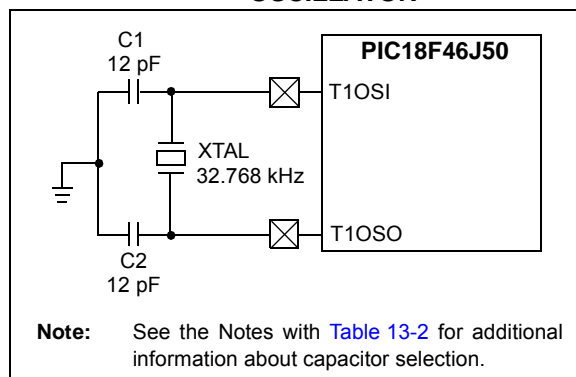 C1
12 pF
PIC18F46J50
T1OSI
XTAL
32.768 kHz
T1OSO
C2
12 pF
Note: See the Notes with Table 13-2 for additional
information about capacitor selection.